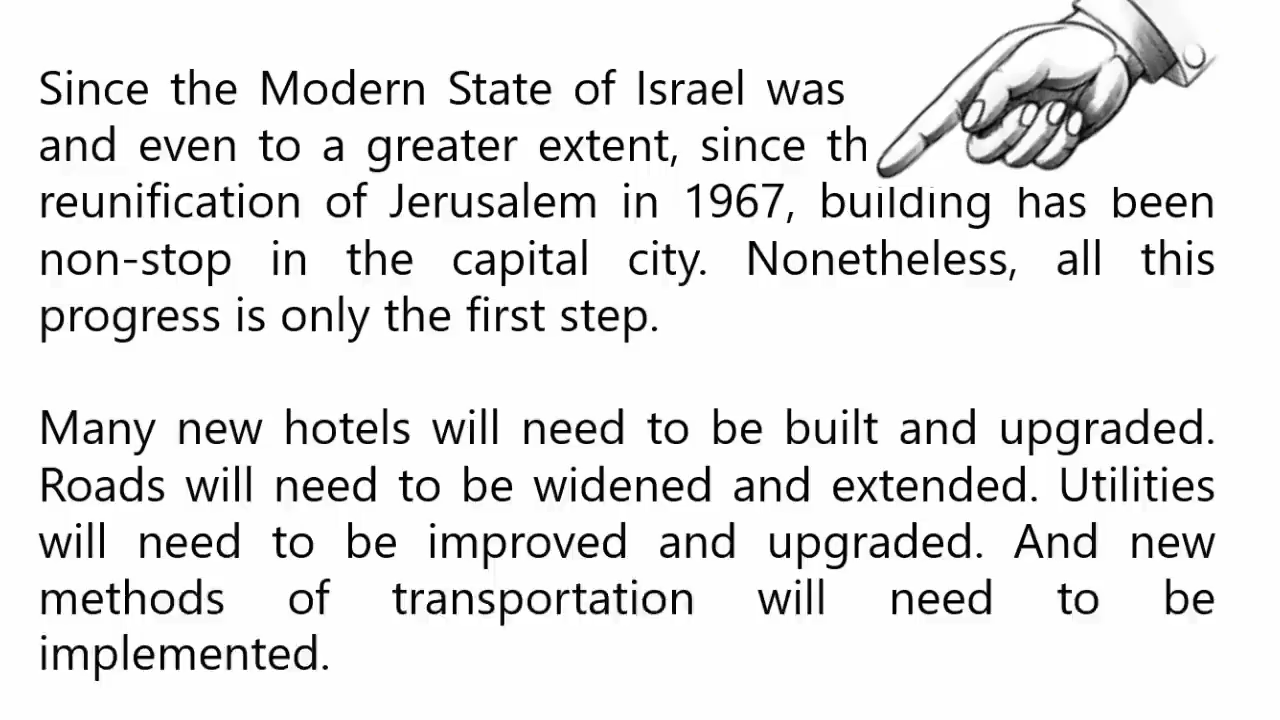 Since the Modern State of Israel was
and even to a greater extent, since th
reunification of Jerusalem in 1967, building has been
non-stop in the capital city. Nonetheless, all this
progress is only the first step.
Many new hotels will need to be built and upgraded.
Roads will need to be widened and extended. Utilities
will need to be improved and upgraded. And new
methods of transportation will need to be
implemented.